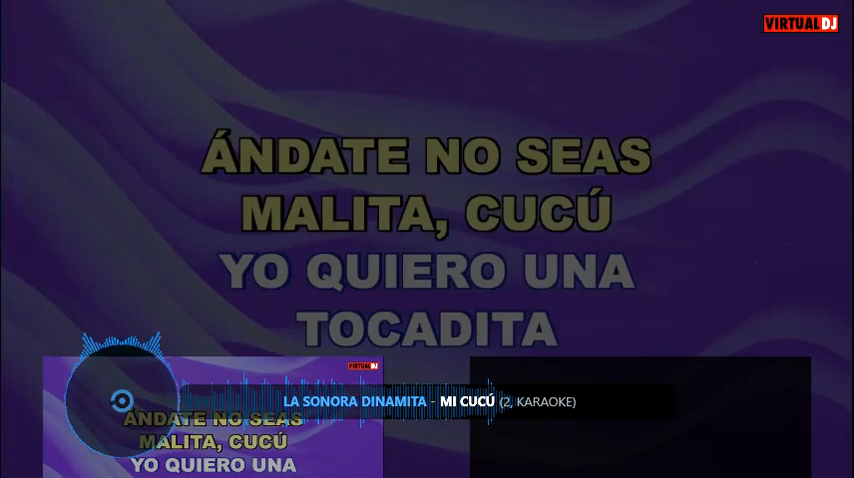 VIRTUALDJ
ÁNDATE NO SEAS
MALITA, CUCÚ
YO QUIERO UNA
TOCADITA
VIRTUALDJ
LA SONORA DINAMITA - MI CUCÚ (2, KARAOKE)
ÁNDATE NO SEAS
MALITA, CUCÚ
YO QUIERO UNA